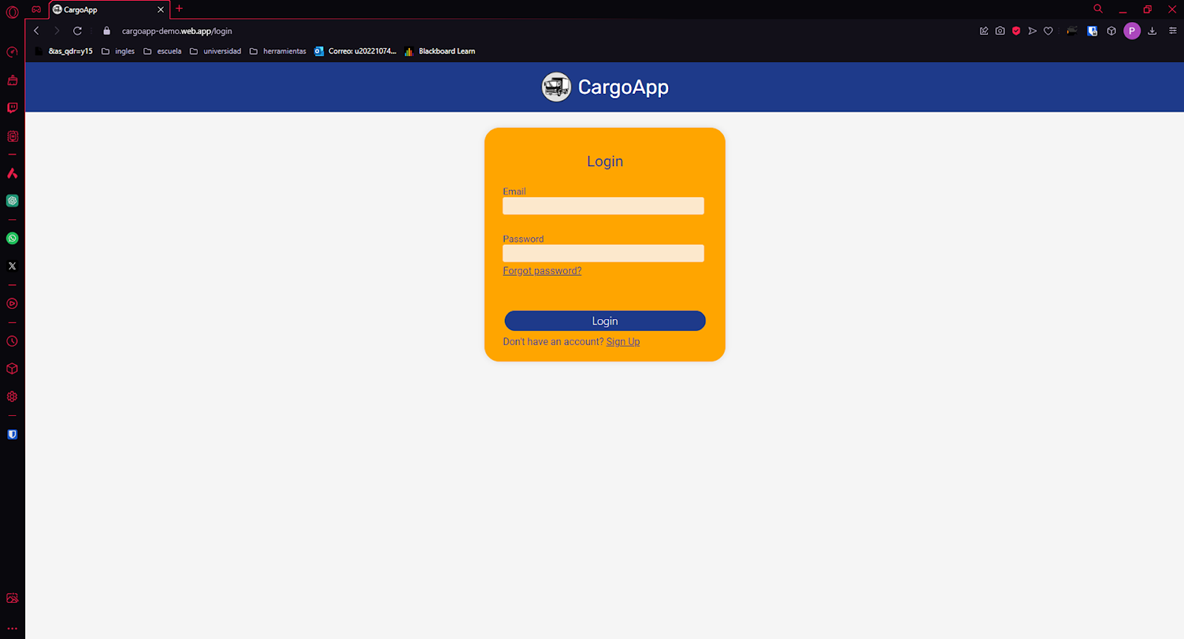 CargoApp
cargoapp-demo.web.app/login
P
&as_qdr=y15 ingles escuela universidad herramientas Correo: u20221074... Blackboard Learn
CargoApp
Login
Email
Password
Forgot password?
Login
Don't have an account? Sign Up